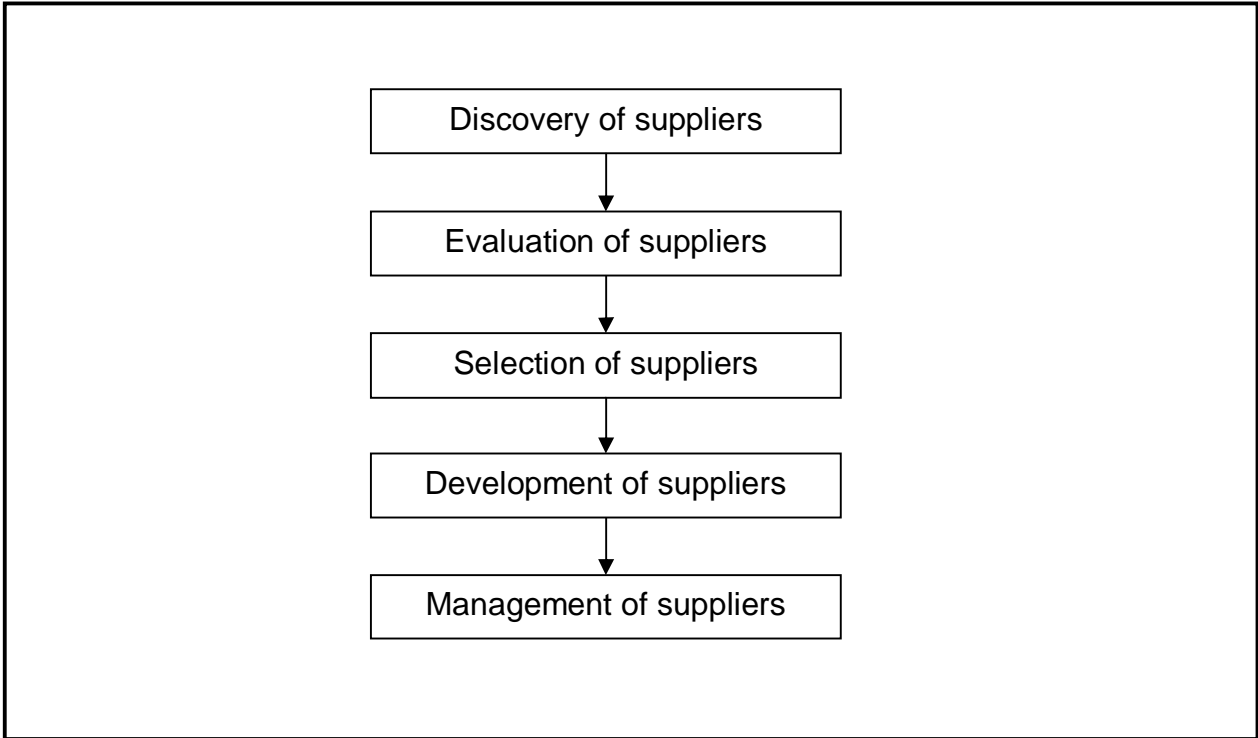 Discovery of suppliers
Evaluation of suppliers
Selection of suppliers
Development of suppliers
Management of suppliers